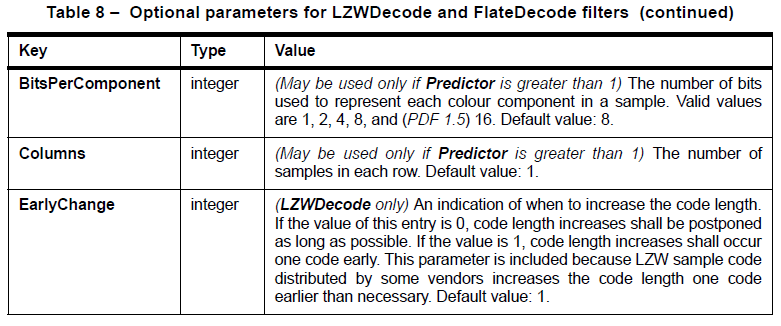 Table 8 – Optional parameters for LZWDecode and FlateDecode filters (continued)
Key Type Value
BitsPerComponent integer (May be used only if Predictor is greater than 1) The number of bits
used to represent each colour component in a sample. Valid values
are 1, 2, 4, 8, and (PDF 1.5) 16. Default value: 8.
Columns integer (May be used only if Predictor is greater than 1) The number of
samples in each row. Default value: 1.
EarlyChange integer (LZWDecode only) An indication of when to increase the code length.
If the value of this entry is 0, code length increases shall be postponed
as long as possible. If the value is 1, code length increases shall occur
one code early. This parameter is included because LZW sample code
distributed by some vendors increases the code length one code
earlier than necessary. Default value: 1.